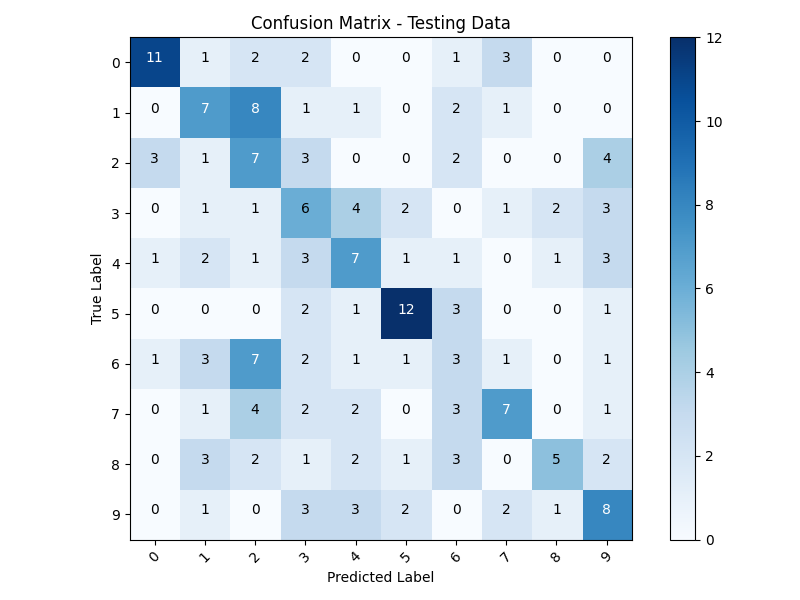 Confusion Matrix - Testing Data
True Label
0 11 1 2 2 0 0 1 3 0 0
1 0 7 8 1 1 0 2 1 0 0
2 3 1 7 3 0 0 2 0 0 4
3 0 1 1 6 4 2 0 1 2 3
4 1 2 1 3 7 1 1 0 1 3
5 0 0 0 2 1 12 3 0 0 1
6 1 3 7 2 1 1 3 1 0 1
7 0 1 4 2 2 0 3 7 0 1
8 0 3 2 1 2 1 3 0 5 2
9 0 1 0 3 3 2 0 2 1 8
0 1 2 3 4 5 6 7 8 9
Predicted Label
12
10
8
6
4
2
0